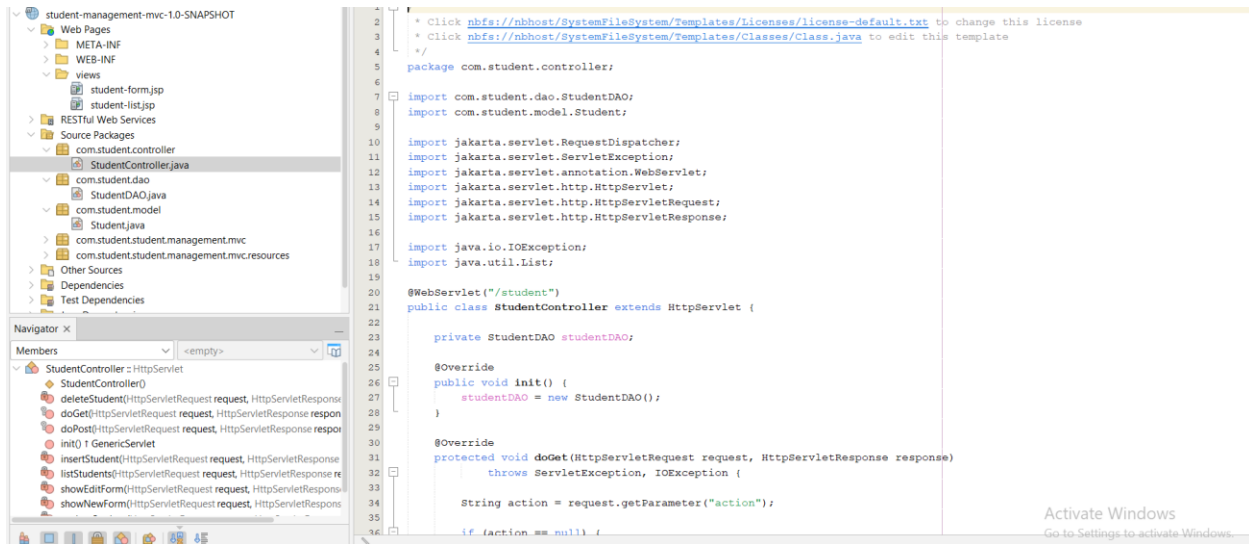 student-management-mvc-1.0-SNAPSHOT
Web Pages
META-INF
WEB-INF
views
student-form.jsp
student-list.jsp
RESTful Web Services
Source Packages
com.student.controller
StudentController.java
com.student.dao
StudentDAO.java
com.student.model
Student.java
com.student.student.management.mvc
com.student.student.management.mvc.resources
Other Sources
Dependencies
Test Dependencies
Navigator ×
Members <empty>
StudentController :: HttpServlet
StudentController()
deleteStudent(HttpServletRequest request, HttpServletResponse
doGet(HttpServletRequest request, HttpServletResponse respon
doPost(HttpServletRequest request, HttpServletResponse respon
init() ↑ GenericServlet
insertStudent(HttpServletRequest request, HttpServletResponse
listStudents(HttpServletRequest request, HttpServletResponse re
showEditForm(HttpServletRequest request, HttpServletRespons
showNewForm(HttpServletRequest request, HttpServletRespons
1
2 * Click nbfs://nbhost/SystemFileSystem/Templates/Licenses/license-default.txt to change this license
3 * Click nbfs://nbhost/SystemFileSystem/Templates/Classes/Class.java to edit this template
4 */
5 package com.student.controller;
6
7 import com.student.dao.StudentDAO;
8 import com.student.model.Student;
9
10 import jakarta.servlet.RequestDispatcher;
11 import jakarta.servlet.ServletException;
12 import jakarta.servlet.annotation.WebServlet;
13 import jakarta.servlet.http.HttpServlet;
14 import jakarta.servlet.http.HttpServletRequest;
15 import jakarta.servlet.http.HttpServletResponse;
16
17 import java.io.IOException;
18 import java.util.List;
19
20 @WebServlet("/student")
21 public class StudentController extends HttpServlet {
22
23 private StudentDAO studentDAO;
24
25 @Override
26 public void init() {
27 studentDAO = new StudentDAO();
28 }
29
30 @Override
31 protected void doGet(HttpServletRequest request, HttpServletResponse response)
32 throws ServletException, IOException {
33
34 String action = request.getParameter("action");
35
36 if (action == null) {
Activate Windows
Go to Settings to activate Windows.